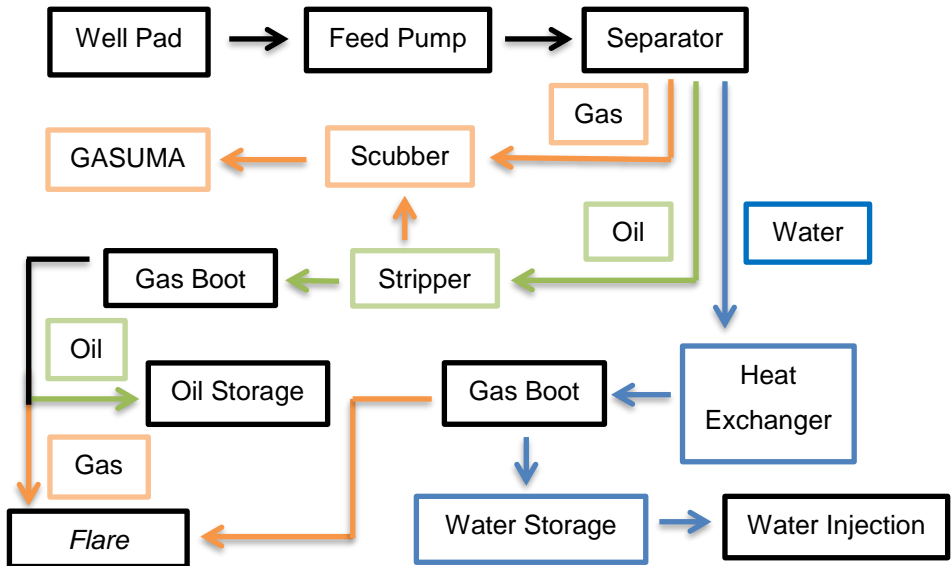 Well Pad
Feed Pump
Separator
Gas
GASUMA
Scubber
Oil
Water
Gas Boot
Stripper
Oil
Oil Storage
Gas Boot
Heat
Exchanger
Gas
Flare
Water Storage
Water Injection